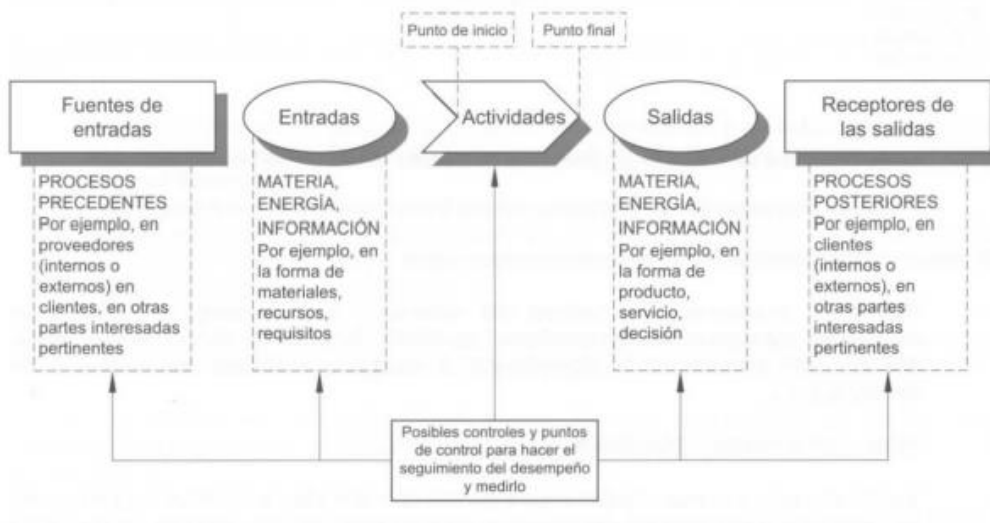 Punto de inicio
Punto final
Fuentes de
entradas
Entradas
Actividades
Salidas
Receptores de
las salidas
PROCESOS
PRECEDENTES
Por ejemplo, en
proveedores
(internos o
externos) en
clientes, en otras
partes interesadas
pertinentes
MATERIA,
ENERGÍA,
INFORMACIÓN
Por ejemplo, en
la forma de
materiales,
recursos,
requisitos
MATERIA,
ENERGÍA,
INFORMACIÓN
Por ejemplo, en
la forma de
producto,
servicio,
decisión
PROCESOS
POSTERIORES
Por ejemplo, en
clientes
(internos o
externos), en
otras partes
interesadas
pertinentes
Posibles controles y puntos
de control para hacer el
seguimiento del desempeño
y medirlo